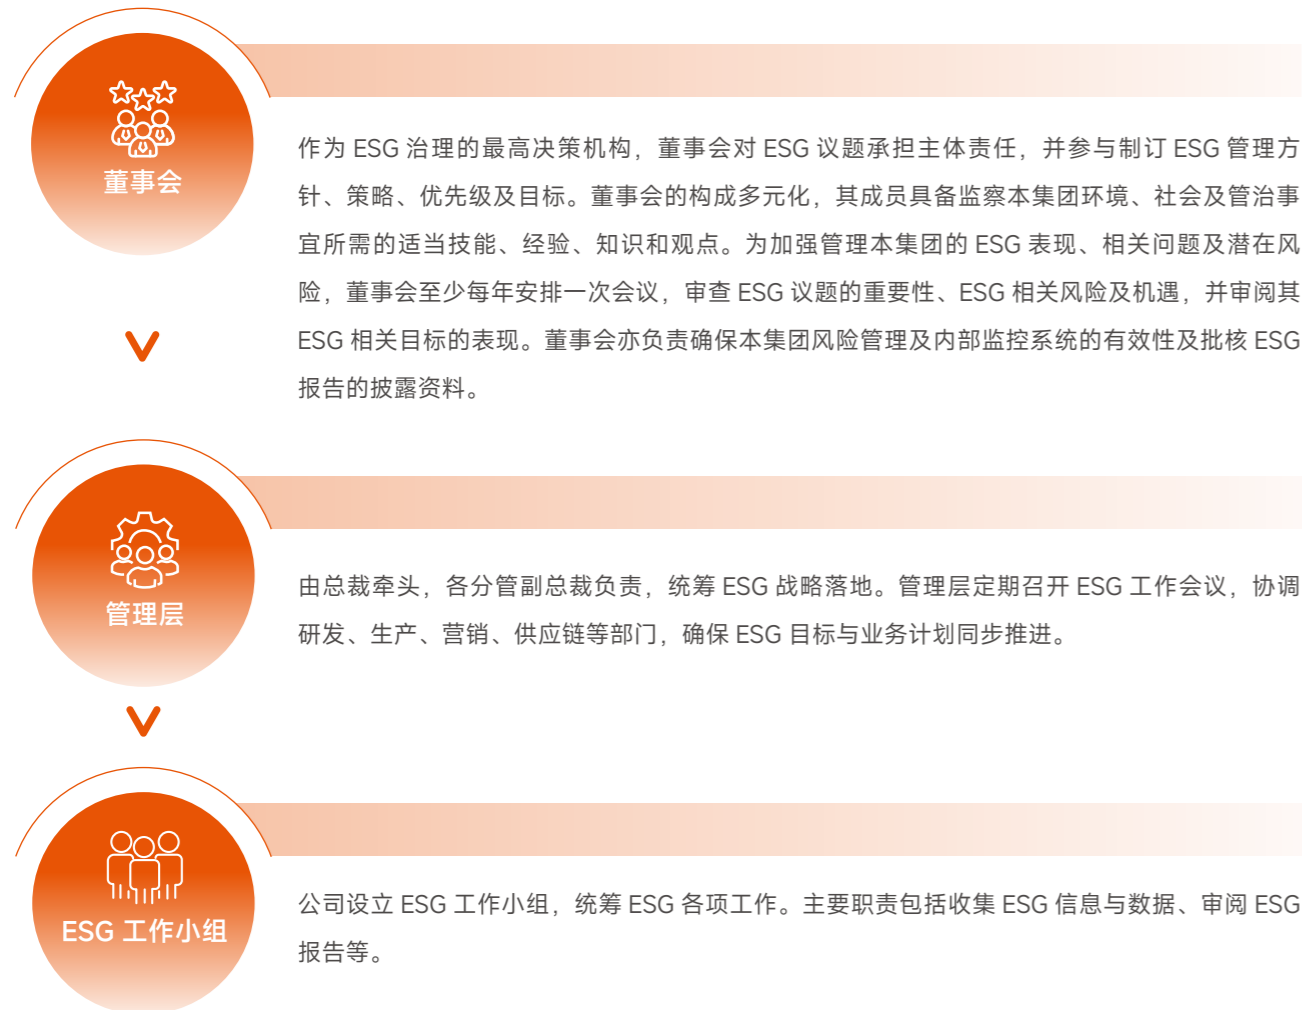 董事会
作为 ESG 治理的最高决策机构，董事会对 ESG 议题承担主体责任，并参与制订 ESG 管理方
针、策略、优先级及目标。董事会的构成多元化，其成员具备监察本集团环境、社会及管治事
宜所需的适当技能、经验、知识和观点。为加强管理本集团的 ESG 表现、相关问题及潜在风
险，董事会至少每年安排一次会议，审查 ESG 议题的重要性、ESG 相关风险及机遇，并审阅其
ESG 相关目标的表现。董事会亦负责确保本集团风险管理及内部监控系统的有效性及批核 ESG
报告的披露资料。
管理层
由总裁牵头，各分管副总裁负责，统筹 ESG 战略落地。管理层定期召开 ESG 工作会议，协调
研发、生产、营销、供应链等部门，确保 ESG 目标与业务计划同步推进。
ESG 工作小组
公司设立 ESG 工作小组，统筹 ESG 各项工作。主要职责包括收集 ESG 信息与数据、审阅 ESG
报告等。